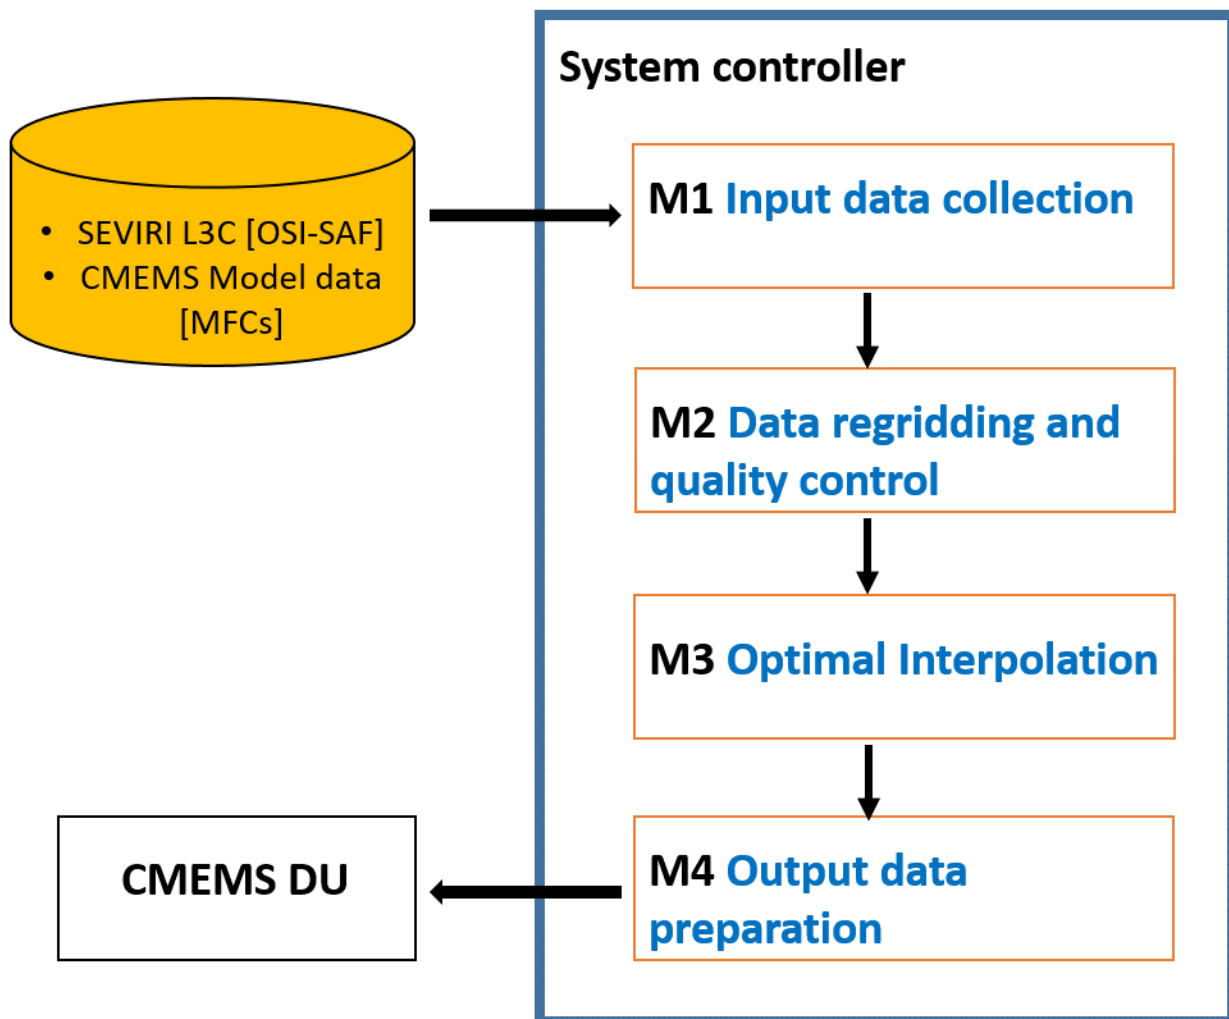 System controller
• SEVIRI L3C [OSI-SAF]
• CMEMS Model data
[MFCs]
M1 Input data collection
M2 Data regridding and
quality control
M3 Optimal Interpolation
M4 Output data
preparation
CMEMS DU